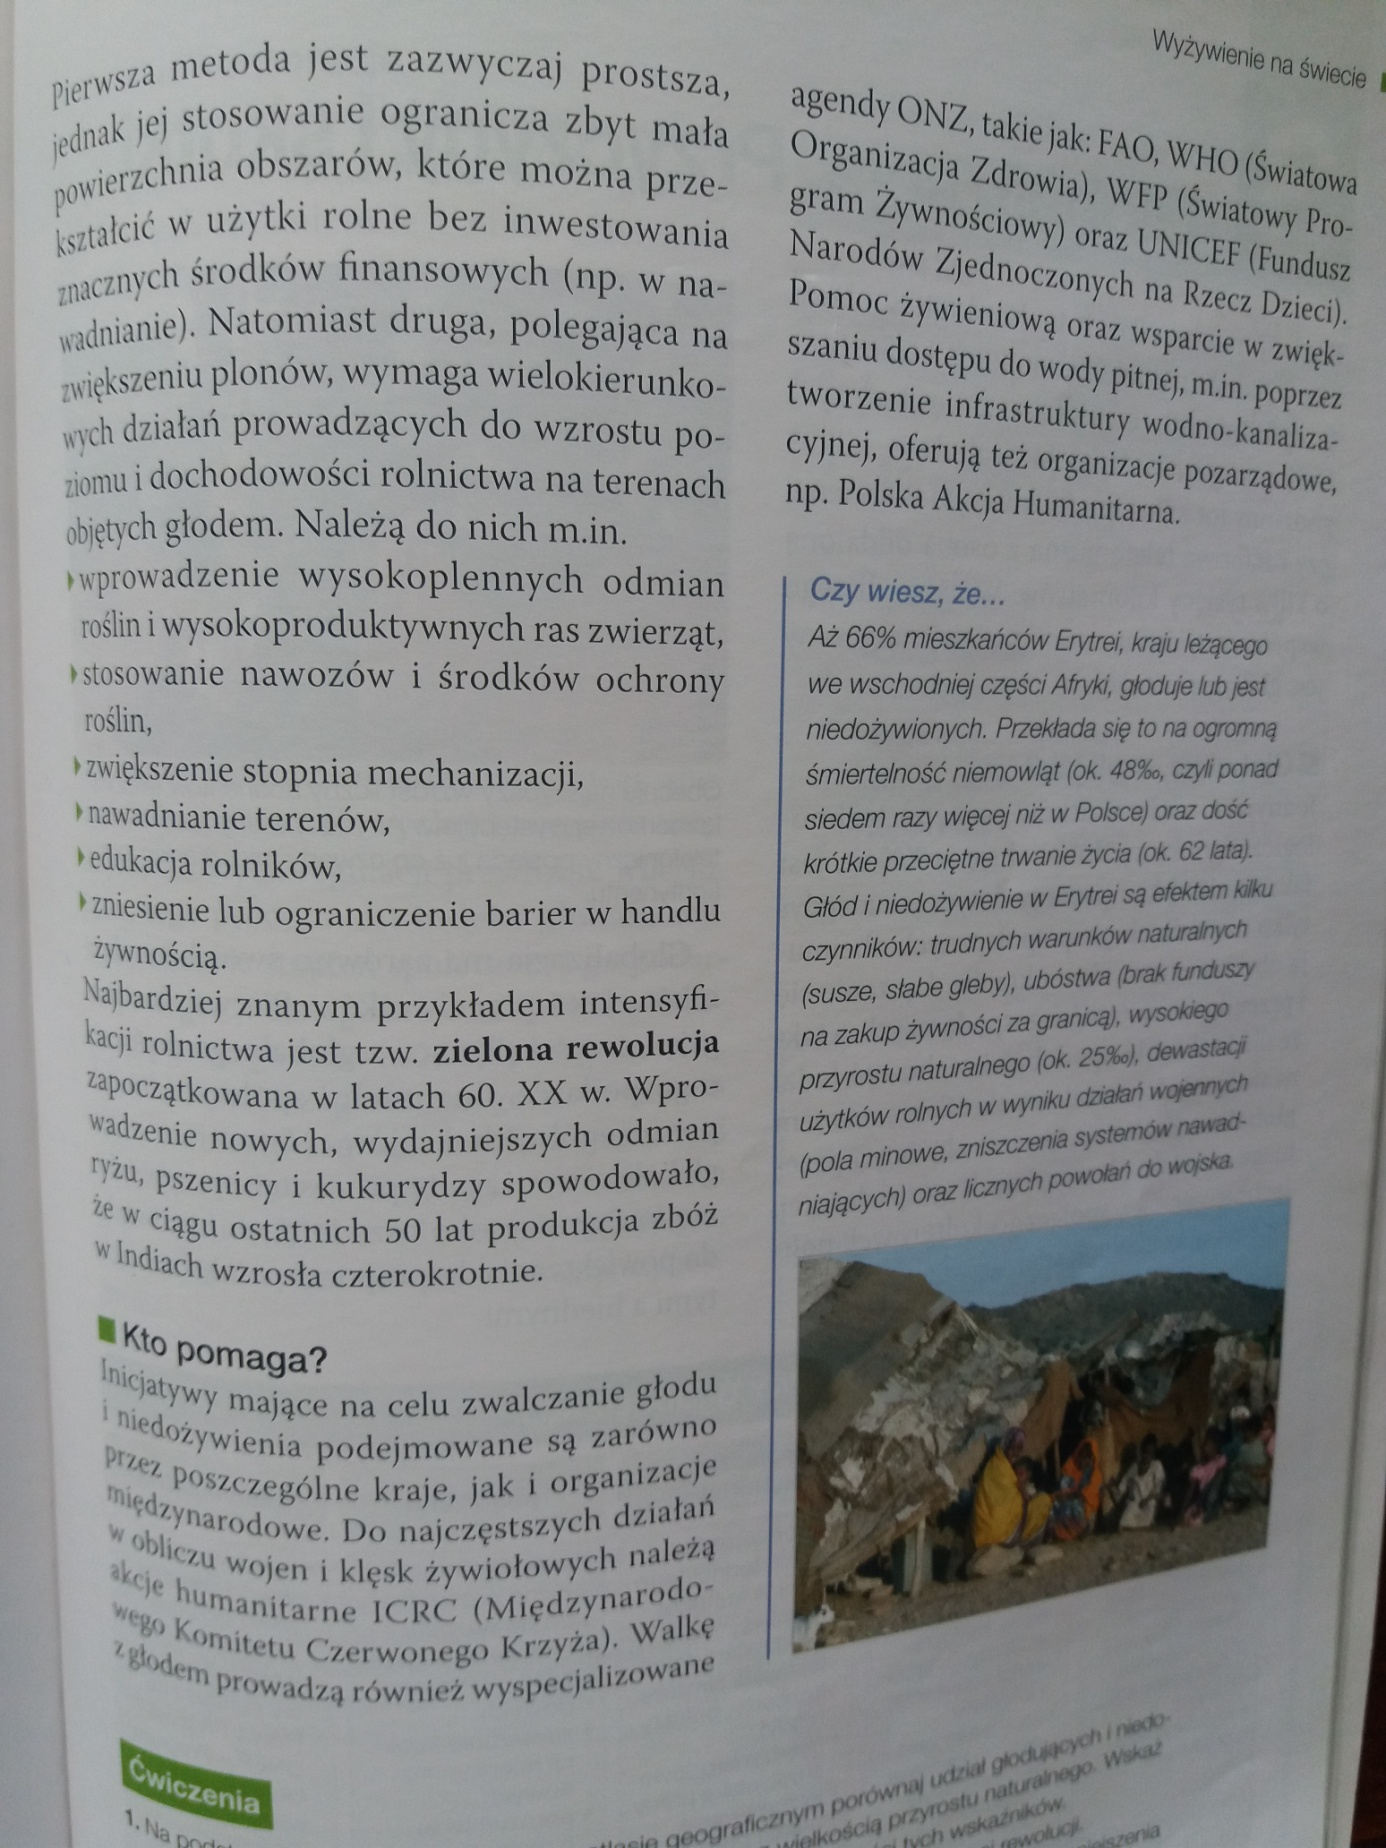 Wyżywienie na świecie
Pierwsza metoda jest zazwyczaj prostsza,
jednak jej stosowanie ogranicza zbyt mała
powierzchnia obszarów, które można prze-
kształcić w użytki rolne bez inwestowania
znacznych środków finansowych (np. w na-
wadnianie). Natomiast druga, polegająca na
zwiększeniu plonów, wymaga wielokierunko-
wych działań prowadzących do wzrostu po-
ziomu i dochodowości rolnictwa na terenach
objętych głodem. Należą do nich m.in.
wprowadzenie wysokoplennych odmian
roślin i wysokoproduktywnych ras zwierząt,
stosowanie nawozów i środków ochrony
roślin,
zwiększenie stopnia mechanizacji,
nawadnianie terenów,
edukacja rolników,
zniesienie lub ograniczenie barier w handlu
żywnością.
Najbardziej znanym przykładem intensyfi-
kacji rolnictwa jest tzw. zielona rewolucja
zapoczątkowana w latach 60. XX w. Wpro-
wadzenie nowych, wydajniejszych odmian
ryżu, pszenicy i kukurydzy spowodowało,
że w ciągu ostatnich 50 lat produkcja zbóż
w Indiach wzrosła czterokrotnie.
Kto pomaga?
Inicjatywy mające na celu zwalczanie głodu
i niedożywienia podejmowane są zarówno
przez poszczególne kraje, jak i organizacje
międzynarodowe. Do najczęstszych działań
w obliczu wojen i klęsk żywiołowych należą
akcje humanitarne ICRC (Międzynarodo-
wego Komitetu Czerwonego Krzyża). Walkę
z głodem prowadzą również wyspecjalizowane
agendy ONZ, takie jak: FAO, WHO (Światowa
Organizacja Zdrowia), WFP (Światowy Pro-
gram Żywnościowy) oraz UNICEF (Fundusz
Narodów Zjednoczonych na Rzecz Dzieci).
Pomoc żywieniową oraz wsparcie w zwięk-
szaniu dostępu do wody pitnej, m.in. poprzez
tworzenie infrastruktury wodno-kanaliza-
cyjnej, oferują też organizacje pozarządowe,
np. Polska Akcja Humanitarna.
Czy wiesz, że...
Aż 66% mieszkańców Erytrei, kraju leżącego
we wschodniej części Afryki, głoduje lub jest
niedożywionych. Przekłada się to na ogromną
śmiertelność niemowląt (ok. 48‰, czyli ponad
siedem razy więcej niż w Polsce) oraz dość
krótkie przeciętne trwanie życia (ok. 62 lata).
Głód i niedożywienie w Erytrei są efektem kilku
czynników: trudnych warunków naturalnych
(susze, słabe gleby), ubóstwa (brak funduszy
na zakup żywności za granicą), wysokiego
przyrostu naturalnego (ok. 25‰), dewastacji
użytków rolnych w wyniku działań wojennych
(pola minowe, zniszczenia systemów nawad-
niających) oraz licznych powołań do wojska.
Ćwiczenia
1. Na
geograficznym porównaj udział głodujących i niedo-
wielkością przyrostu naturalnego. Wskaż
tych wskaźników.
rewolucji.